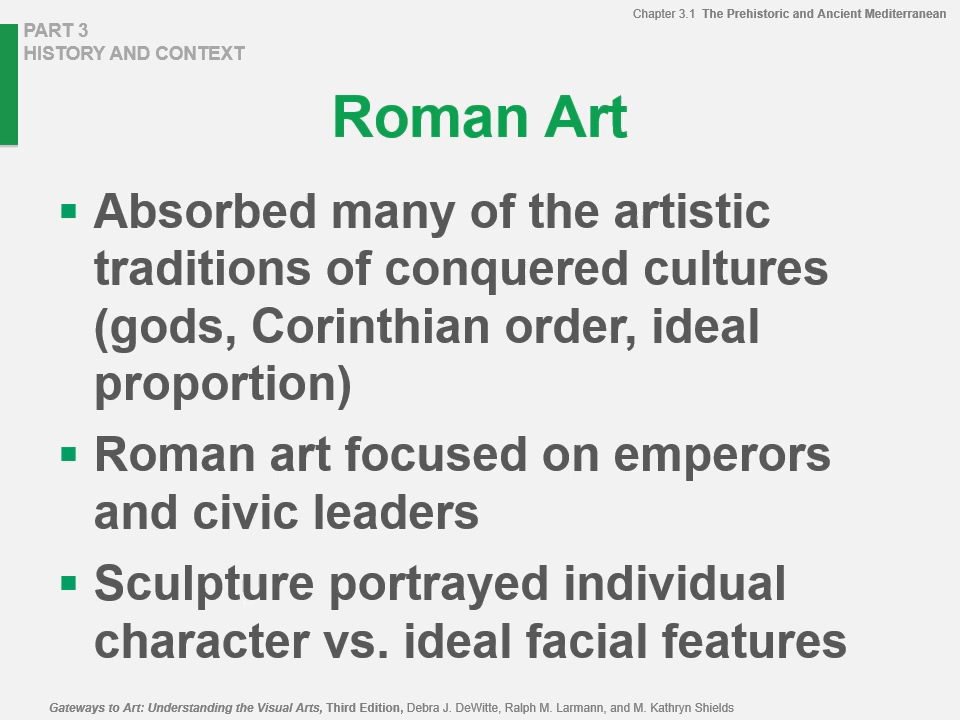 Chapter 3.1 The Prehistoric and Ancient Mediterranean
PART 3
HISTORY AND CONTEXT
Roman Art
▪ Absorbed many of the artistic
traditions of conquered cultures
(gods, Corinthian order, ideal
proportion)
▪ Roman art focused on emperors
and civic leaders
▪ Sculpture portrayed individual
character vs. ideal facial features
Gateways to Art: Understanding the Visual Arts, Third Edition, Debra J. DeWitte, Ralph M. Larmann, and M. Kathryn Shields